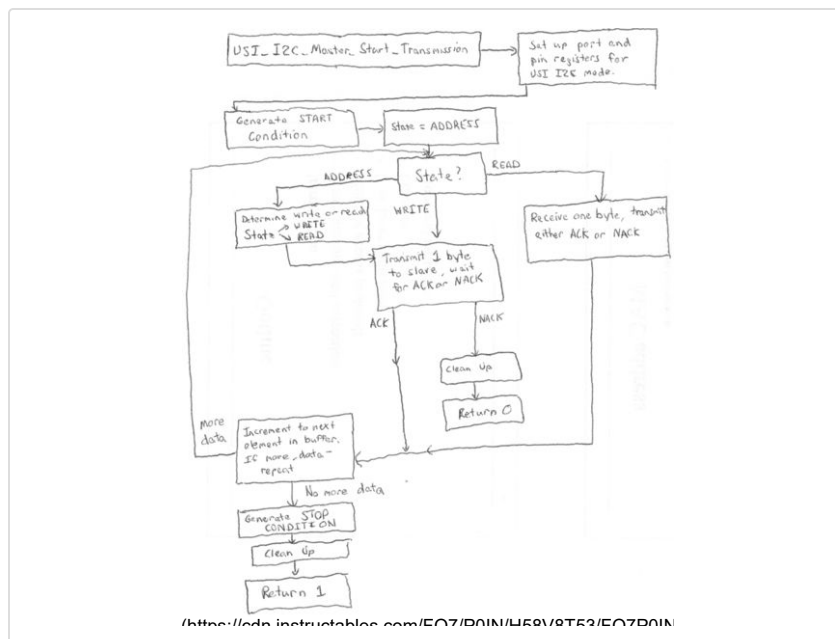 USI_I2C_Master_Start_Transmission
Set up port and
pin registers for
USI I2C mode.
Generate START
Condition
State = ADDRESS
State?
ADDRESS
READ
WRITE
Determine write or read
State WRITE
READ
Receive one byte, transmit
either ACK or NACK
Transmit 1 byte
to slave, wait
for ACK or NACK
ACK
NACK
Clean Up
Return 0
More
data
Increment to next
element in buffer.
If more data-
repeat
No more data
Generate STOP
CONDITION
Clean Up
Return 1